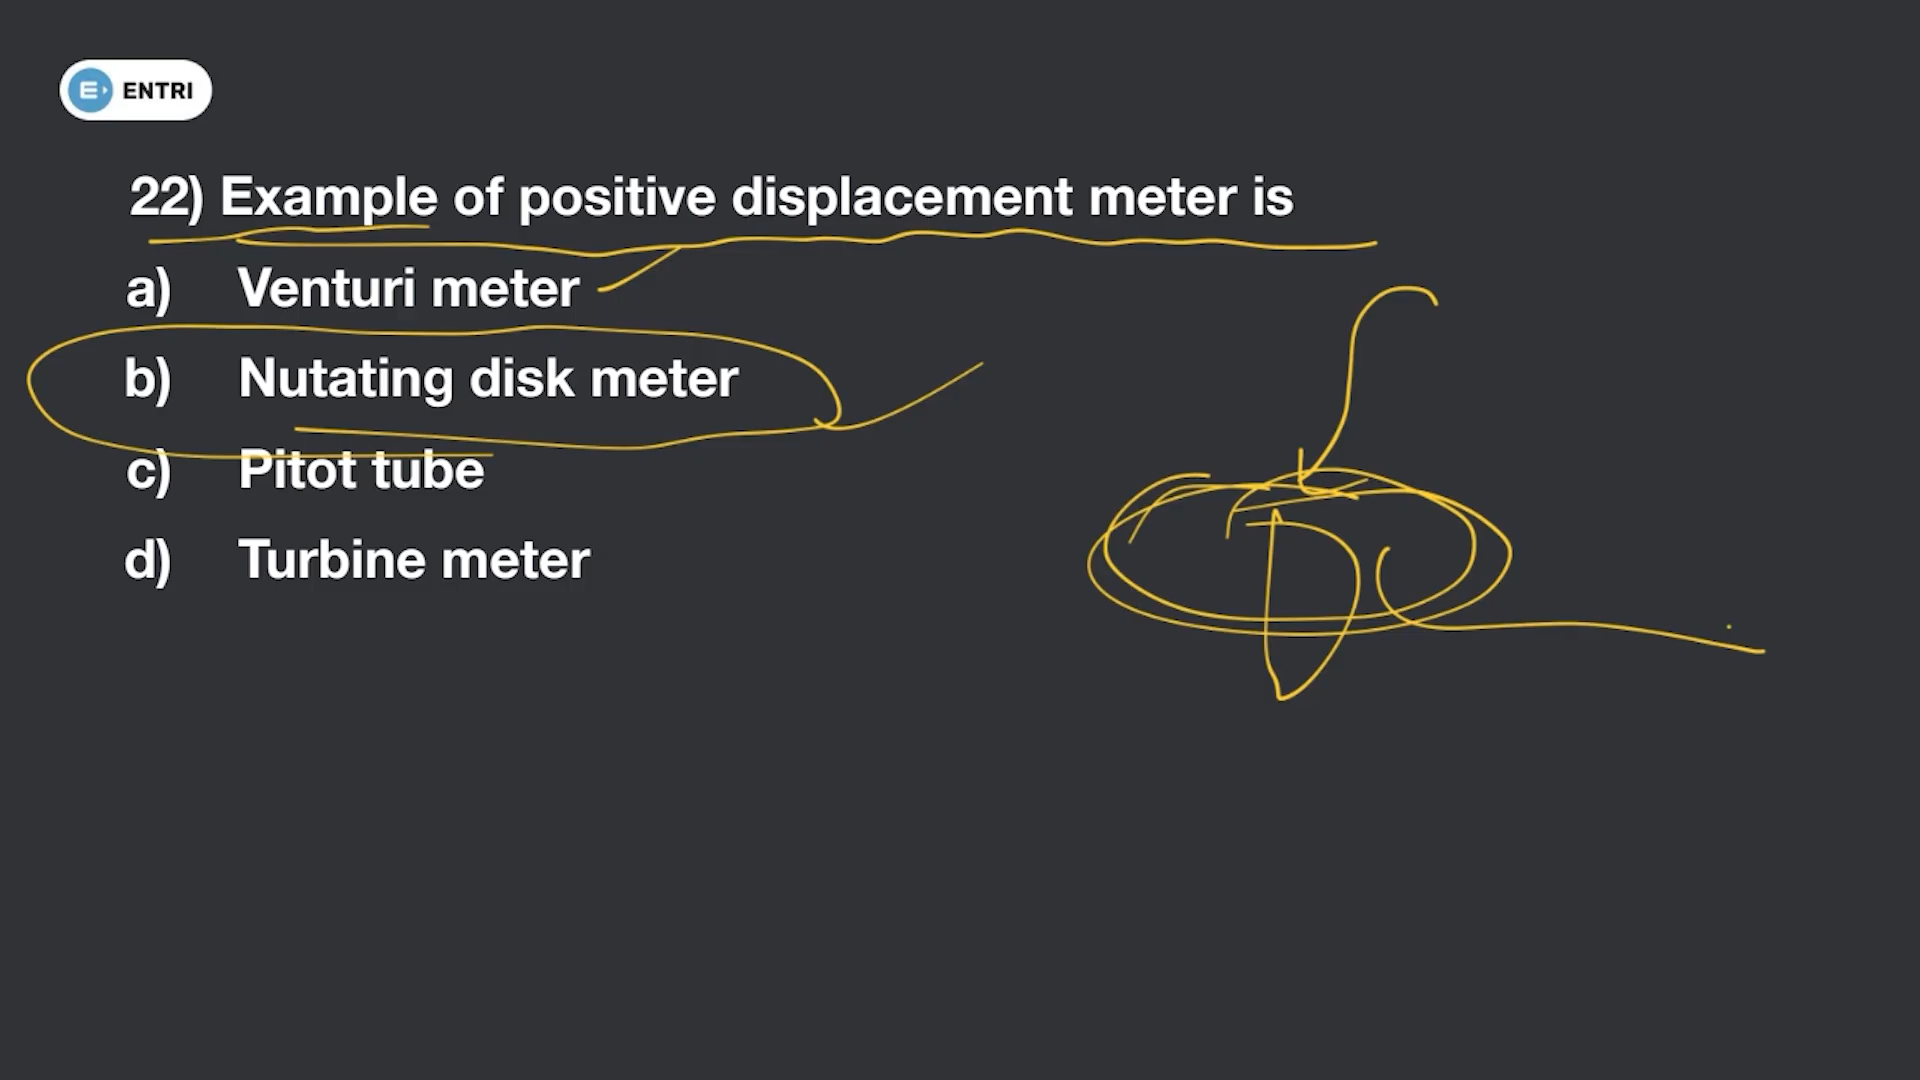 ENTRI
22) Example of positive displacement meter is
a) Venturi meter
b) Nutating disk meter
c) Pitot tube
d) Turbine meter